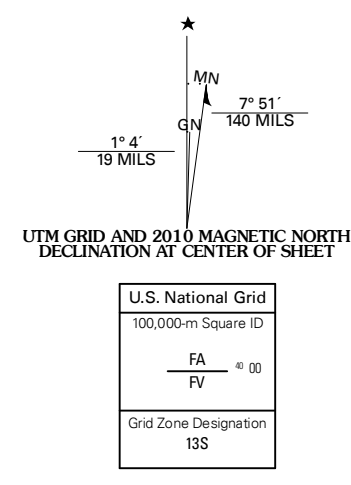 MN
7° 51´
140 MILS
GN
1° 4´
19 MILS
UTM GRID AND 2010 MAGNETIC NORTH
DECLINATION AT CENTER OF SHEET
U.S. National Grid
100,000-m Square ID
FA
40 00
FV
Grid Zone Designation
13S